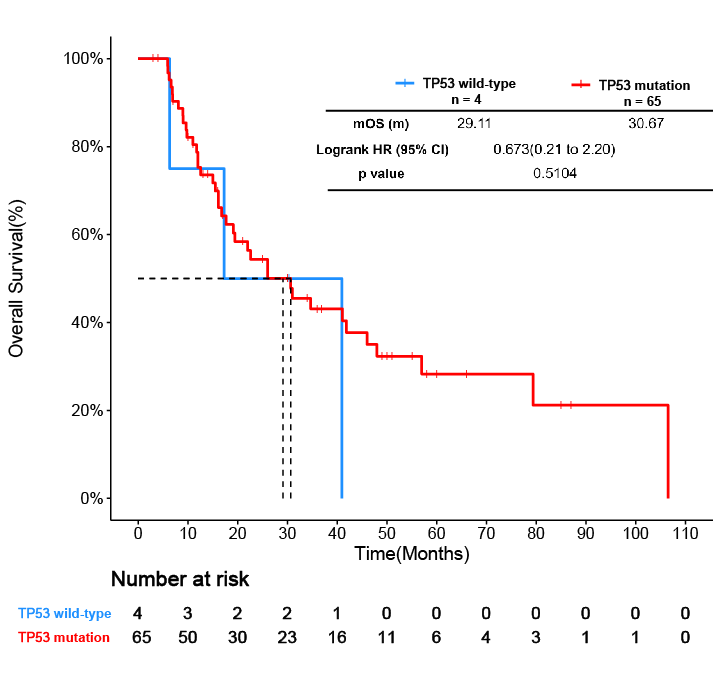 100%
80%
60%
40%
20%
0%
Overall Survival(%)
TP53 wild-type TP53 mutation
n = 4 n = 65
mOS (m) 29.11 30.67
Logrank HR (95% CI) 0.673(0.21 to 2.20)
p value 0.5104
0 10 20 30 40 50 60 70 80 90 100 110
Time(Months)
Number at risk
TP53 wild-type 4 3 2 2 1 0 0 0 0 0 0 0
TP53 mutation 65 50 30 23 16 11 6 4 3 1 1 0